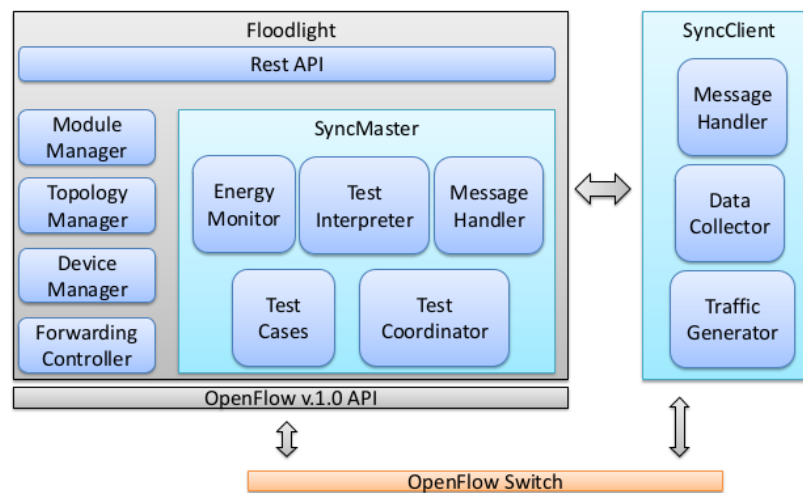 Floodlight
Rest API
Module
Manager
Topology
Manager
Device
Manager
Forwarding
Controller
SyncMaster
Energy
Monitor
Test
Interpreter
Message
Handler
Test
Cases
Test
Coordinator
OpenFlow v.1.0 API
SyncClient
Message
Handler
Data
Collector
Traffic
Generator
OpenFlow Switch